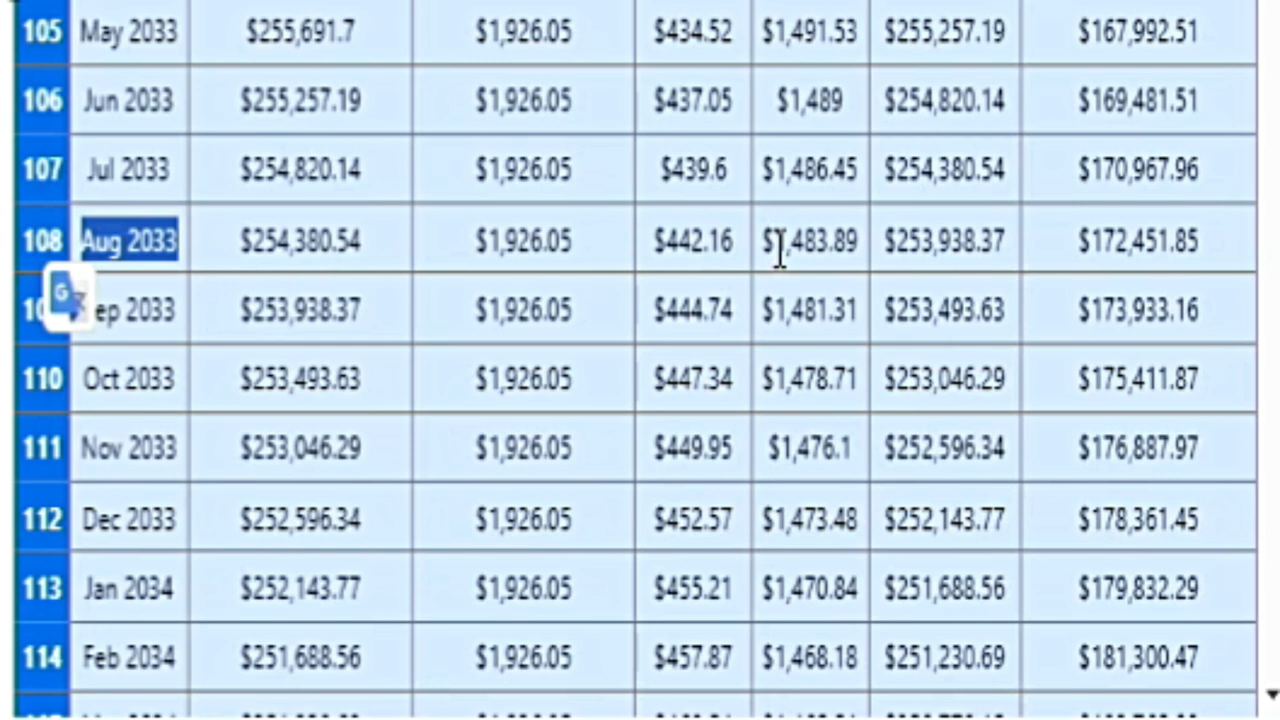 105 May 2033 $255,691.7 $1,926.05 $434.52 $1,491.53 $255,257.19 $167,992.51
106 Jun 2033 $255,257.19 $1,926.05 $437.05 $1,489 $254,820.14 $169,481.51
107 Jul 2033 $254,820.14 $1,926.05 $439.6 $1,486.45 $254,380.54 $170,967.96
108 Aug 2033 $254,380.54 $1,926.05 $442.16 $1,483.89 $253,938.37 $172,451.85
2033 $253,938.37 $1,926.05 $444.74 $1,481.31 $253,493.63 $173,933.16
110 Oct 2033 $253,493.63 $1,926.05 $447.34 $1,478.71 $253,046.29 $175,411.87
111 Nov 2033 $253,046.29 $1,926.05 $449.95 $1,476.1 $252,596.34 $176,887.97
112 Dec 2033 $252,596.34 $1,926.05 $452.57 $1,473.48 $252,143.77 $178,361.45
113 Jan 2034 $252,143.77 $1,926.05 $455.21 $1,470.84 $251,688.56 $179,832.29
114 Feb 2034 $251,688.56 $1,926.05 $457.87 $1,468.18 $251,230.69 $181,300.47